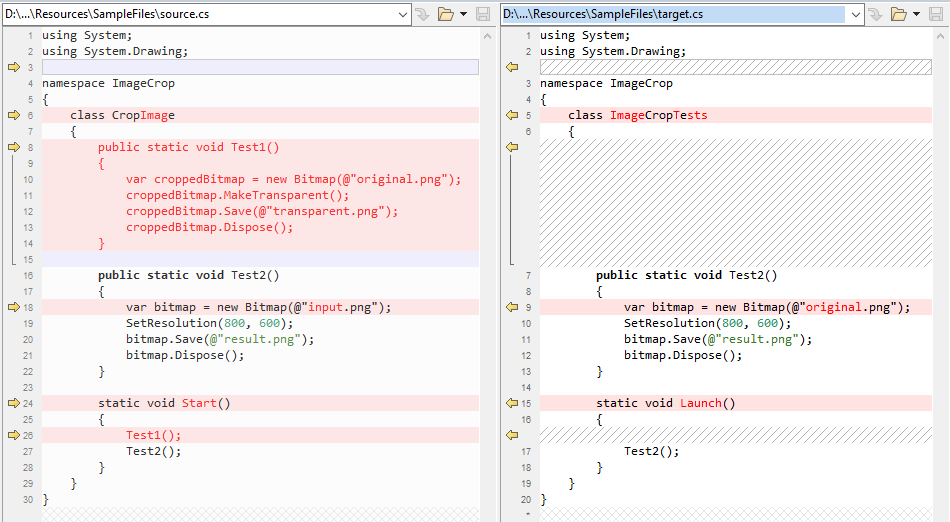 D:\...\Resources\SampleFiles\source.cs
1 using System;
2 using System.Drawing;
3
4 namespace ImageCrop
5 {
6 class CropImage
7 {
8 public static void Test1()
9 {
10 var croppedBitmap = new Bitmap(@"original.png");
11 croppedBitmap.MakeTransparent();
12 croppedBitmap.Save(@"transparent.png");
13 croppedBitmap.Dispose();
14 }
15
16 public static void Test2()
17 {
18 var bitmap = new Bitmap(@"input.png");
19 SetResolution(800, 600);
20 bitmap.Save(@"result.png");
21 bitmap.Dispose();
22 }
23
24 static void Start()
25 {
26 Test1();
27 Test2();
28 }
29 }
30 }
D:\...\Resources\SampleFiles\target.cs
1 using System;
2 using System.Drawing;
3 namespace ImageCrop
4 {
5 class ImageCropTests
6 {
7 public static void Test2()
8 {
9 var bitmap = new Bitmap(@"original.png");
10 SetResolution(800, 600);
11 bitmap.Save(@"result.png");
12 bitmap.Dispose();
13 }
14
15 static void Launch()
16 {
17 Test2();
18 }
19 }
20 }
*